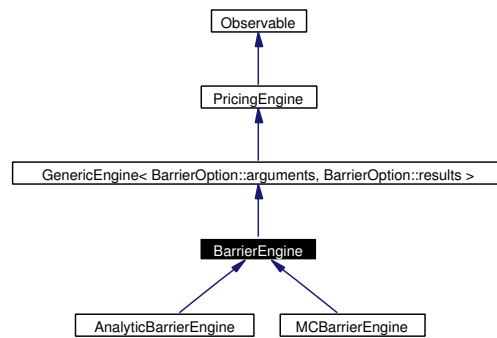 Observable
PricingEngine
GenericEngine< BarrierOption::arguments, BarrierOption::results >
BarrierEngine
AnalyticBarrierEngine
MCBarrierEngine